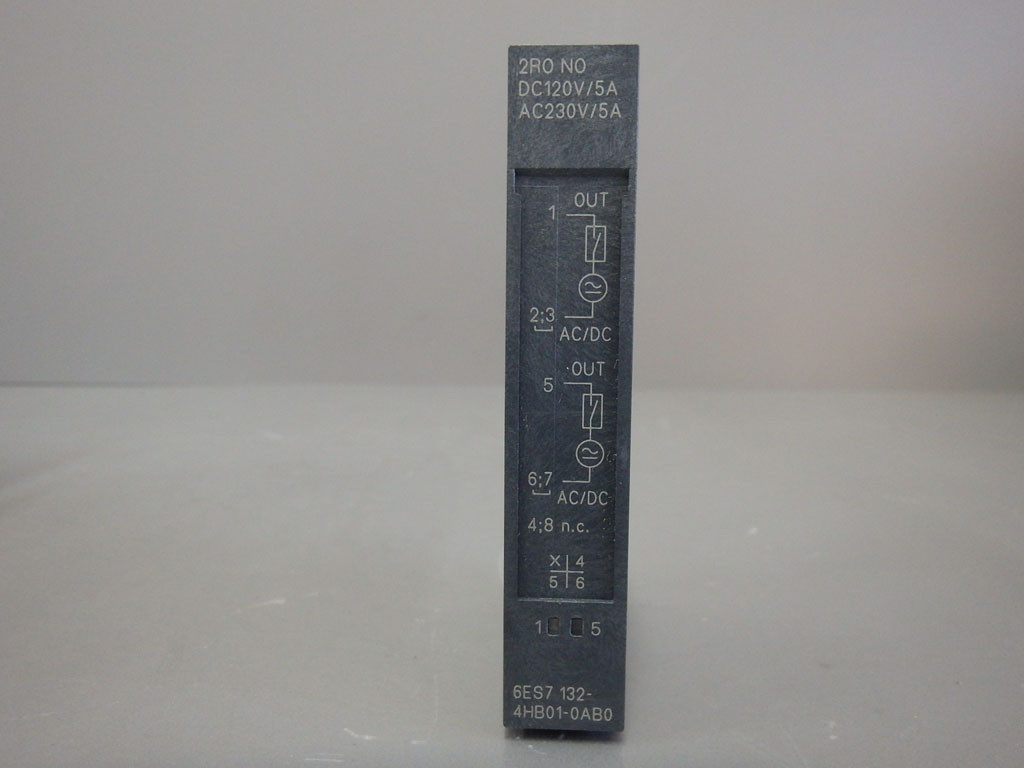 2RO NO
DC120V/5A
AC230V/5A
OUT
1
2;3
AC/DC
OUT
5
6;7
AC/DC
4;8 n.c.
X 4
5 6
1 5
6ES7 132-
4HB01-0AB0